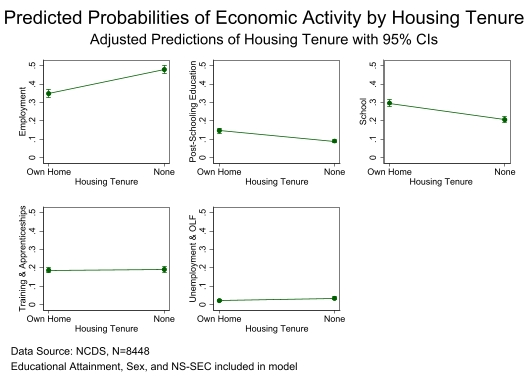 Predicted Probabilities of Economic Activity by Housing Tenure
Adjusted Predictions of Housing Tenure with 95% CIs
Employment
.5
.4
.3
.2
.1
0
Own Home None
Housing Tenure
Post-Schooling Education
.5
.4
.3
.2
.1
0
Own Home None
Housing Tenure
School
.5
.4
.3
.2
.1
0
Own Home None
Housing Tenure
Training & Apprenticeships
.5
.4
.3
.2
.1
0
Own Home None
Housing Tenure
Unemployment & OLF
.5
.4
.3
.2
.1
0
Own Home None
Housing Tenure
Data Source: NCDS, N=8448
Educational Attainment, Sex, and NS-SEC included in model